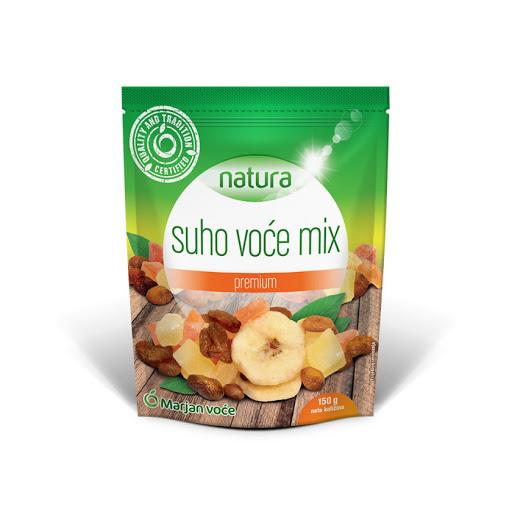 QUALITY AND TRADITION
CERTIFIED
natura
suho voće mix
premium
Marjan voće
150 g
neto količina